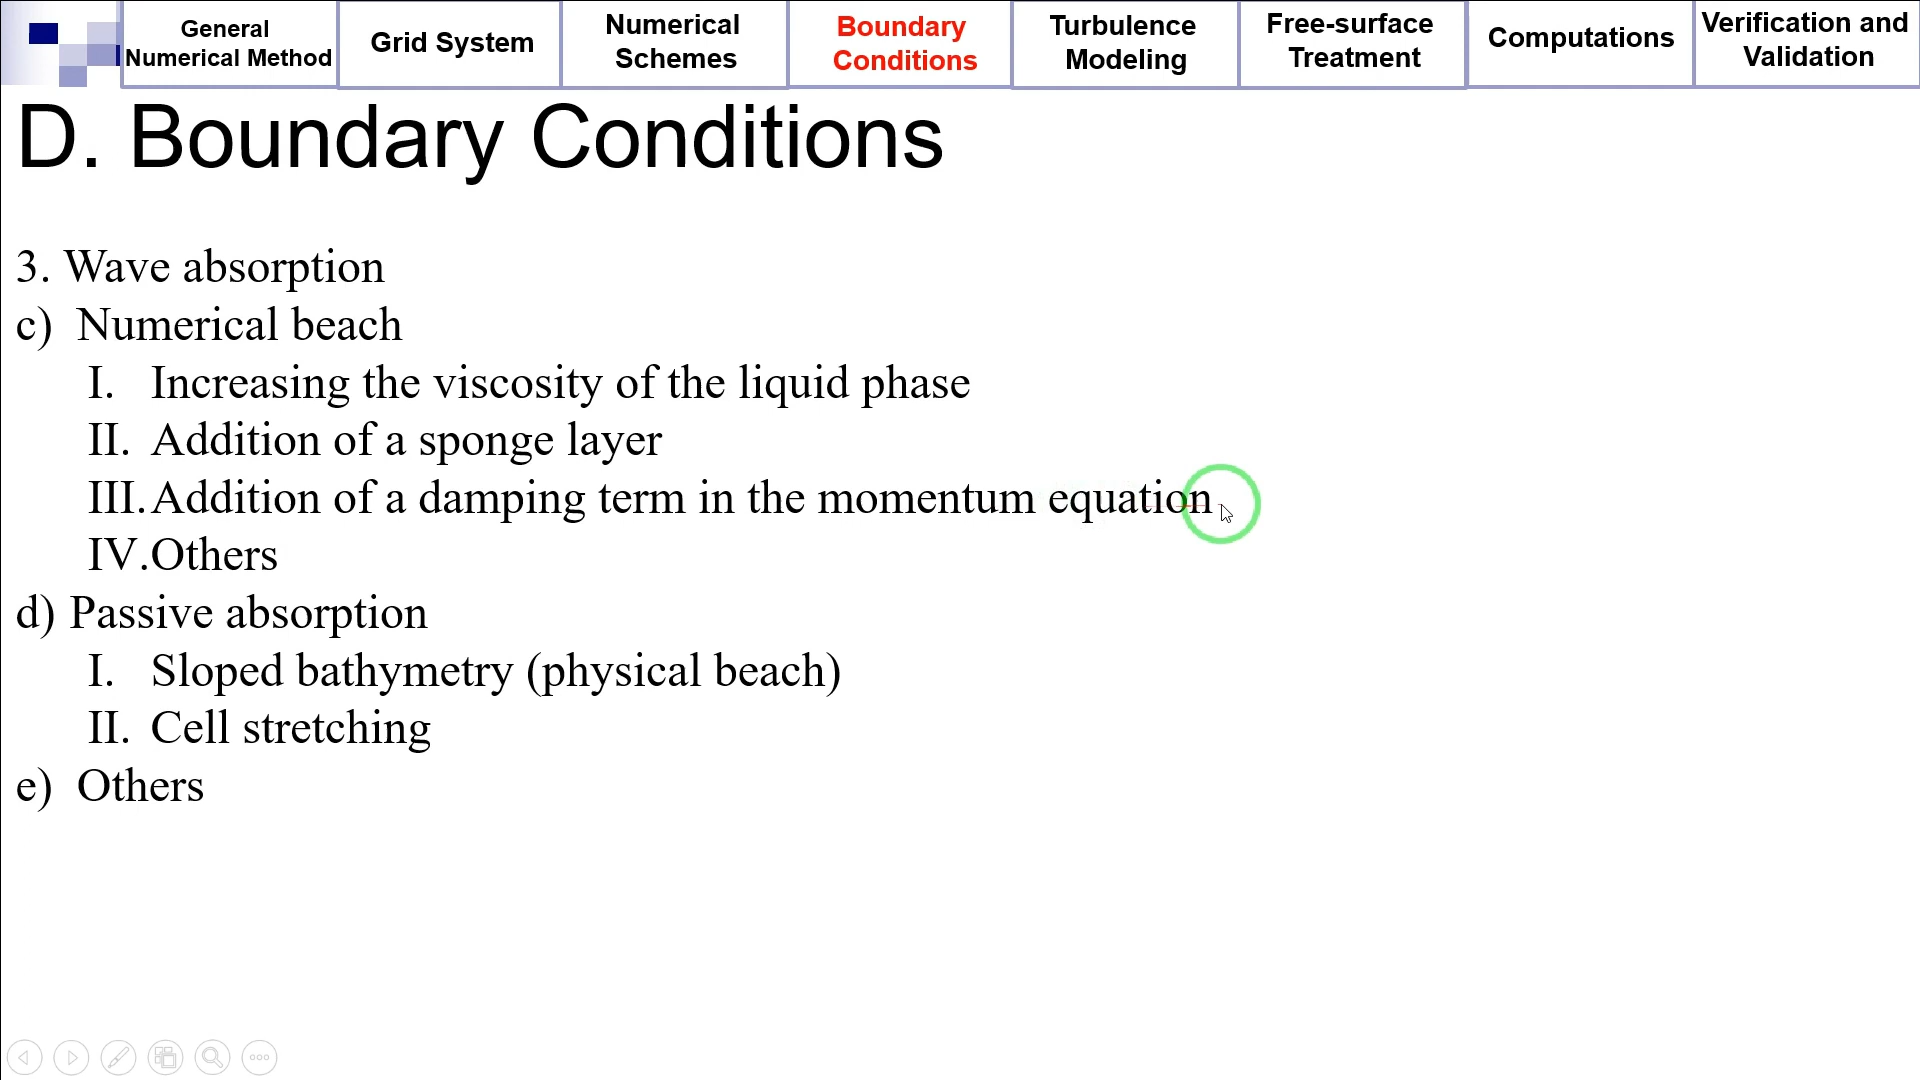 General
Numerical Method
Grid System
Numerical
Schemes
Boundary
Conditions
Turbulence
Modeling
Free-surface
Treatment
Computations
Verification and
Validation
D. Boundary Conditions
3. Wave absorption
c) Numerical beach
I. Increasing the viscosity of the liquid phase
II. Addition of a sponge layer
III. Addition of a damping term in the momentum equation
IV. Others
d) Passive absorption
I. Sloped bathymetry (physical beach)
II. Cell stretching
e) Others